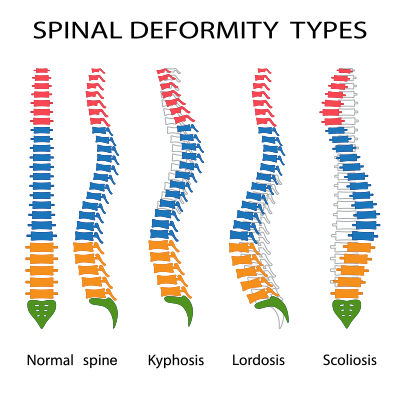 SPINAL DEFORMITY TYPES
Normal spine Kyphosis Lordosis Scoliosis